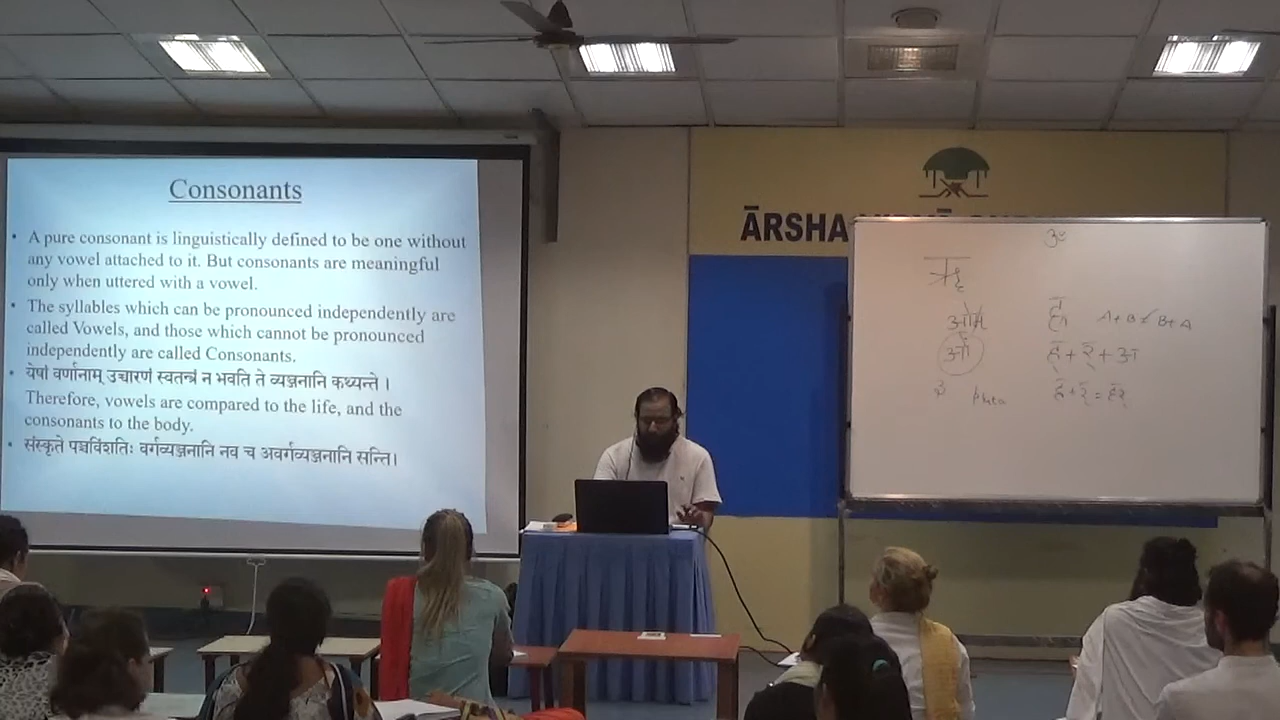 Consonants
• A pure consonant is linguistically defined to be one without
any vowel attached to it. But consonants are meaningful
only when uttered with a vowel.
• The syllables which can be pronounced independently are
called Vowels, and those which cannot be pronounced
independently are called Consonants.
• येषां वर्णानाम् उच्चारणं स्वतन्त्रं न भवति ते व्यञ्जनानि कथ्यन्ते ।
Therefore, vowels are compared to the life, and the
consonants to the body.
• संस्कृते पञ्चविंशतिः वर्गव्यञ्जनानि नव च अवर्गव्यञ्जनानि सन्ति।
ĀRSHA
ॐ
A + B ≠ B + A
ह् + र् + अ